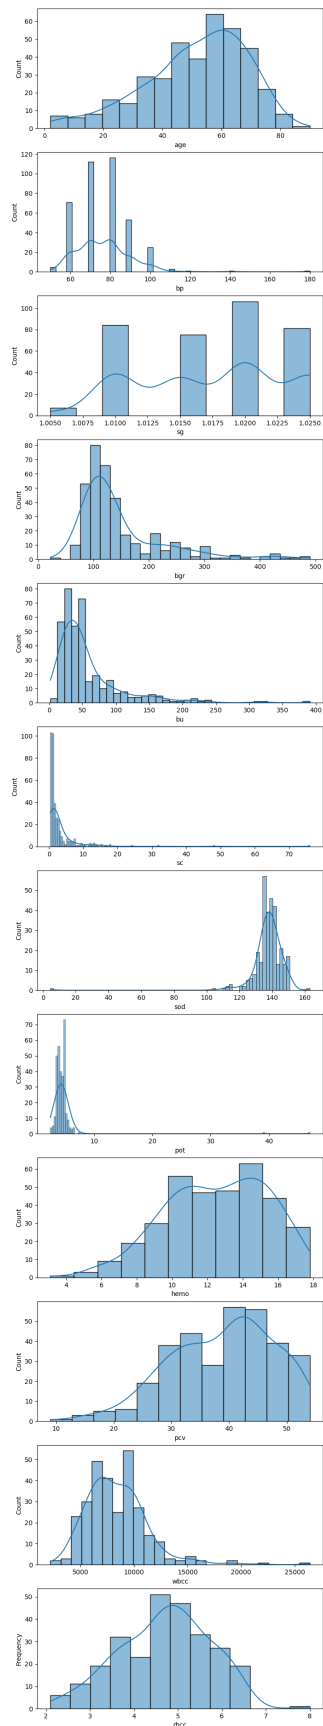 60
50
40
30
20
10
0
Count
0 20 40 60 80
age
120
100
80
60
40
20
0
Count
60 80 100 120 140 160 180
bp
100
80
60
40
20
0
Count
1.0050 1.0075 1.0100 1.0125 1.0150 1.0175 1.0200 1.0225 1.0250
sg
80
70
60
50
40
30
20
10
0
Count
0 100 200 300 400 500
bgr
80
70
60
50
40
30
20
10
0
Count
0 50 100 150 200 250 300 350 400
bu
100
80
60
40
20
0
Count
0 10 20 30 40 50 60 70
sc
50
40
30
20
10
0
Count
0 20 40 60 80 100 120 140 160
sod
70
60
50
40
30
20
10
0
Count
10 20 30 40
pot
60
50
40
30
20
10
0
Count
4 6 8 10 12 14 16 18
hemo
50
40
30
20
10
0
Count
10 20 30 40 50
pcv
50
40
30
20
10
0
Count
5000 10000 15000 20000 25000
wbcc
50
40
30
20
10
0
Frequency
2 3 4 5 6 7 8
rbcc